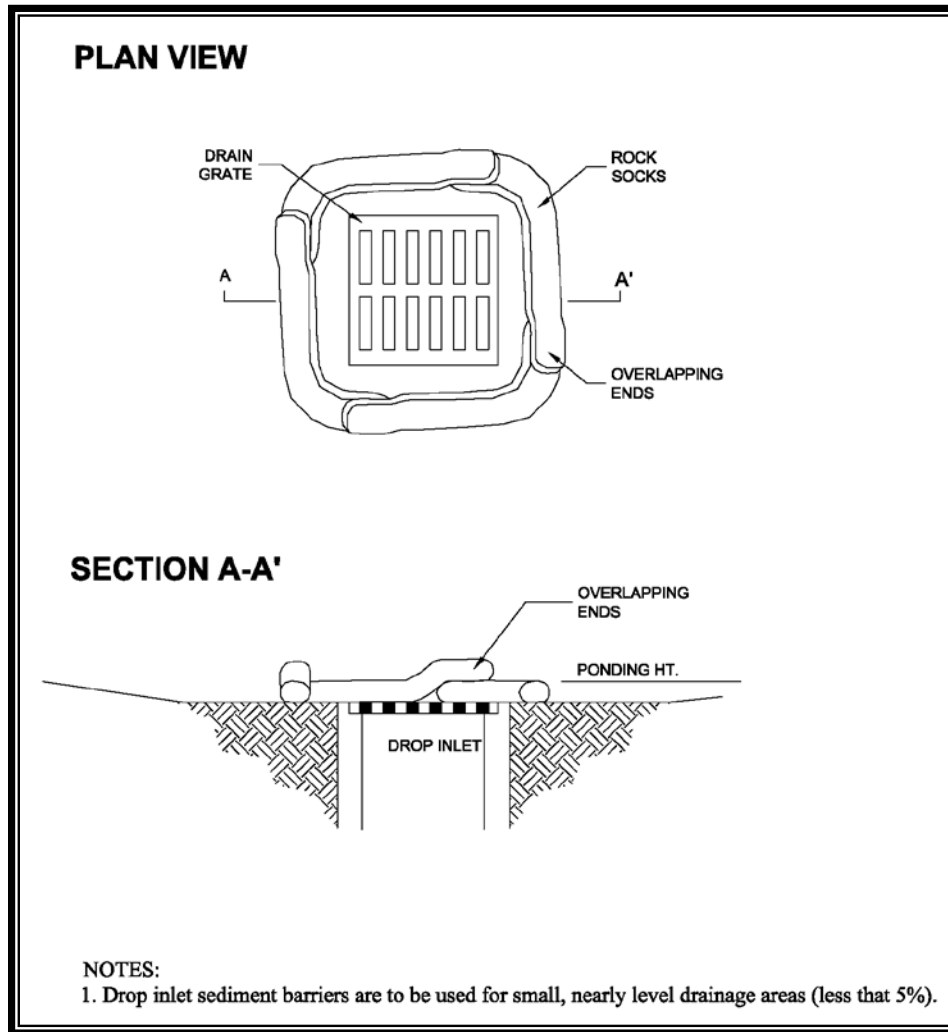 PLAN VIEW
DRAIN
GRATE
ROCK
SOCKS
A
A'
OVERLAPPING
ENDS
SECTION A-A'
OVERLAPPING
ENDS
PONDING HT.
DROP INLET
NOTES:
1. Drop inlet sediment barriers are to be used for small, nearly level drainage areas (less that 5%).